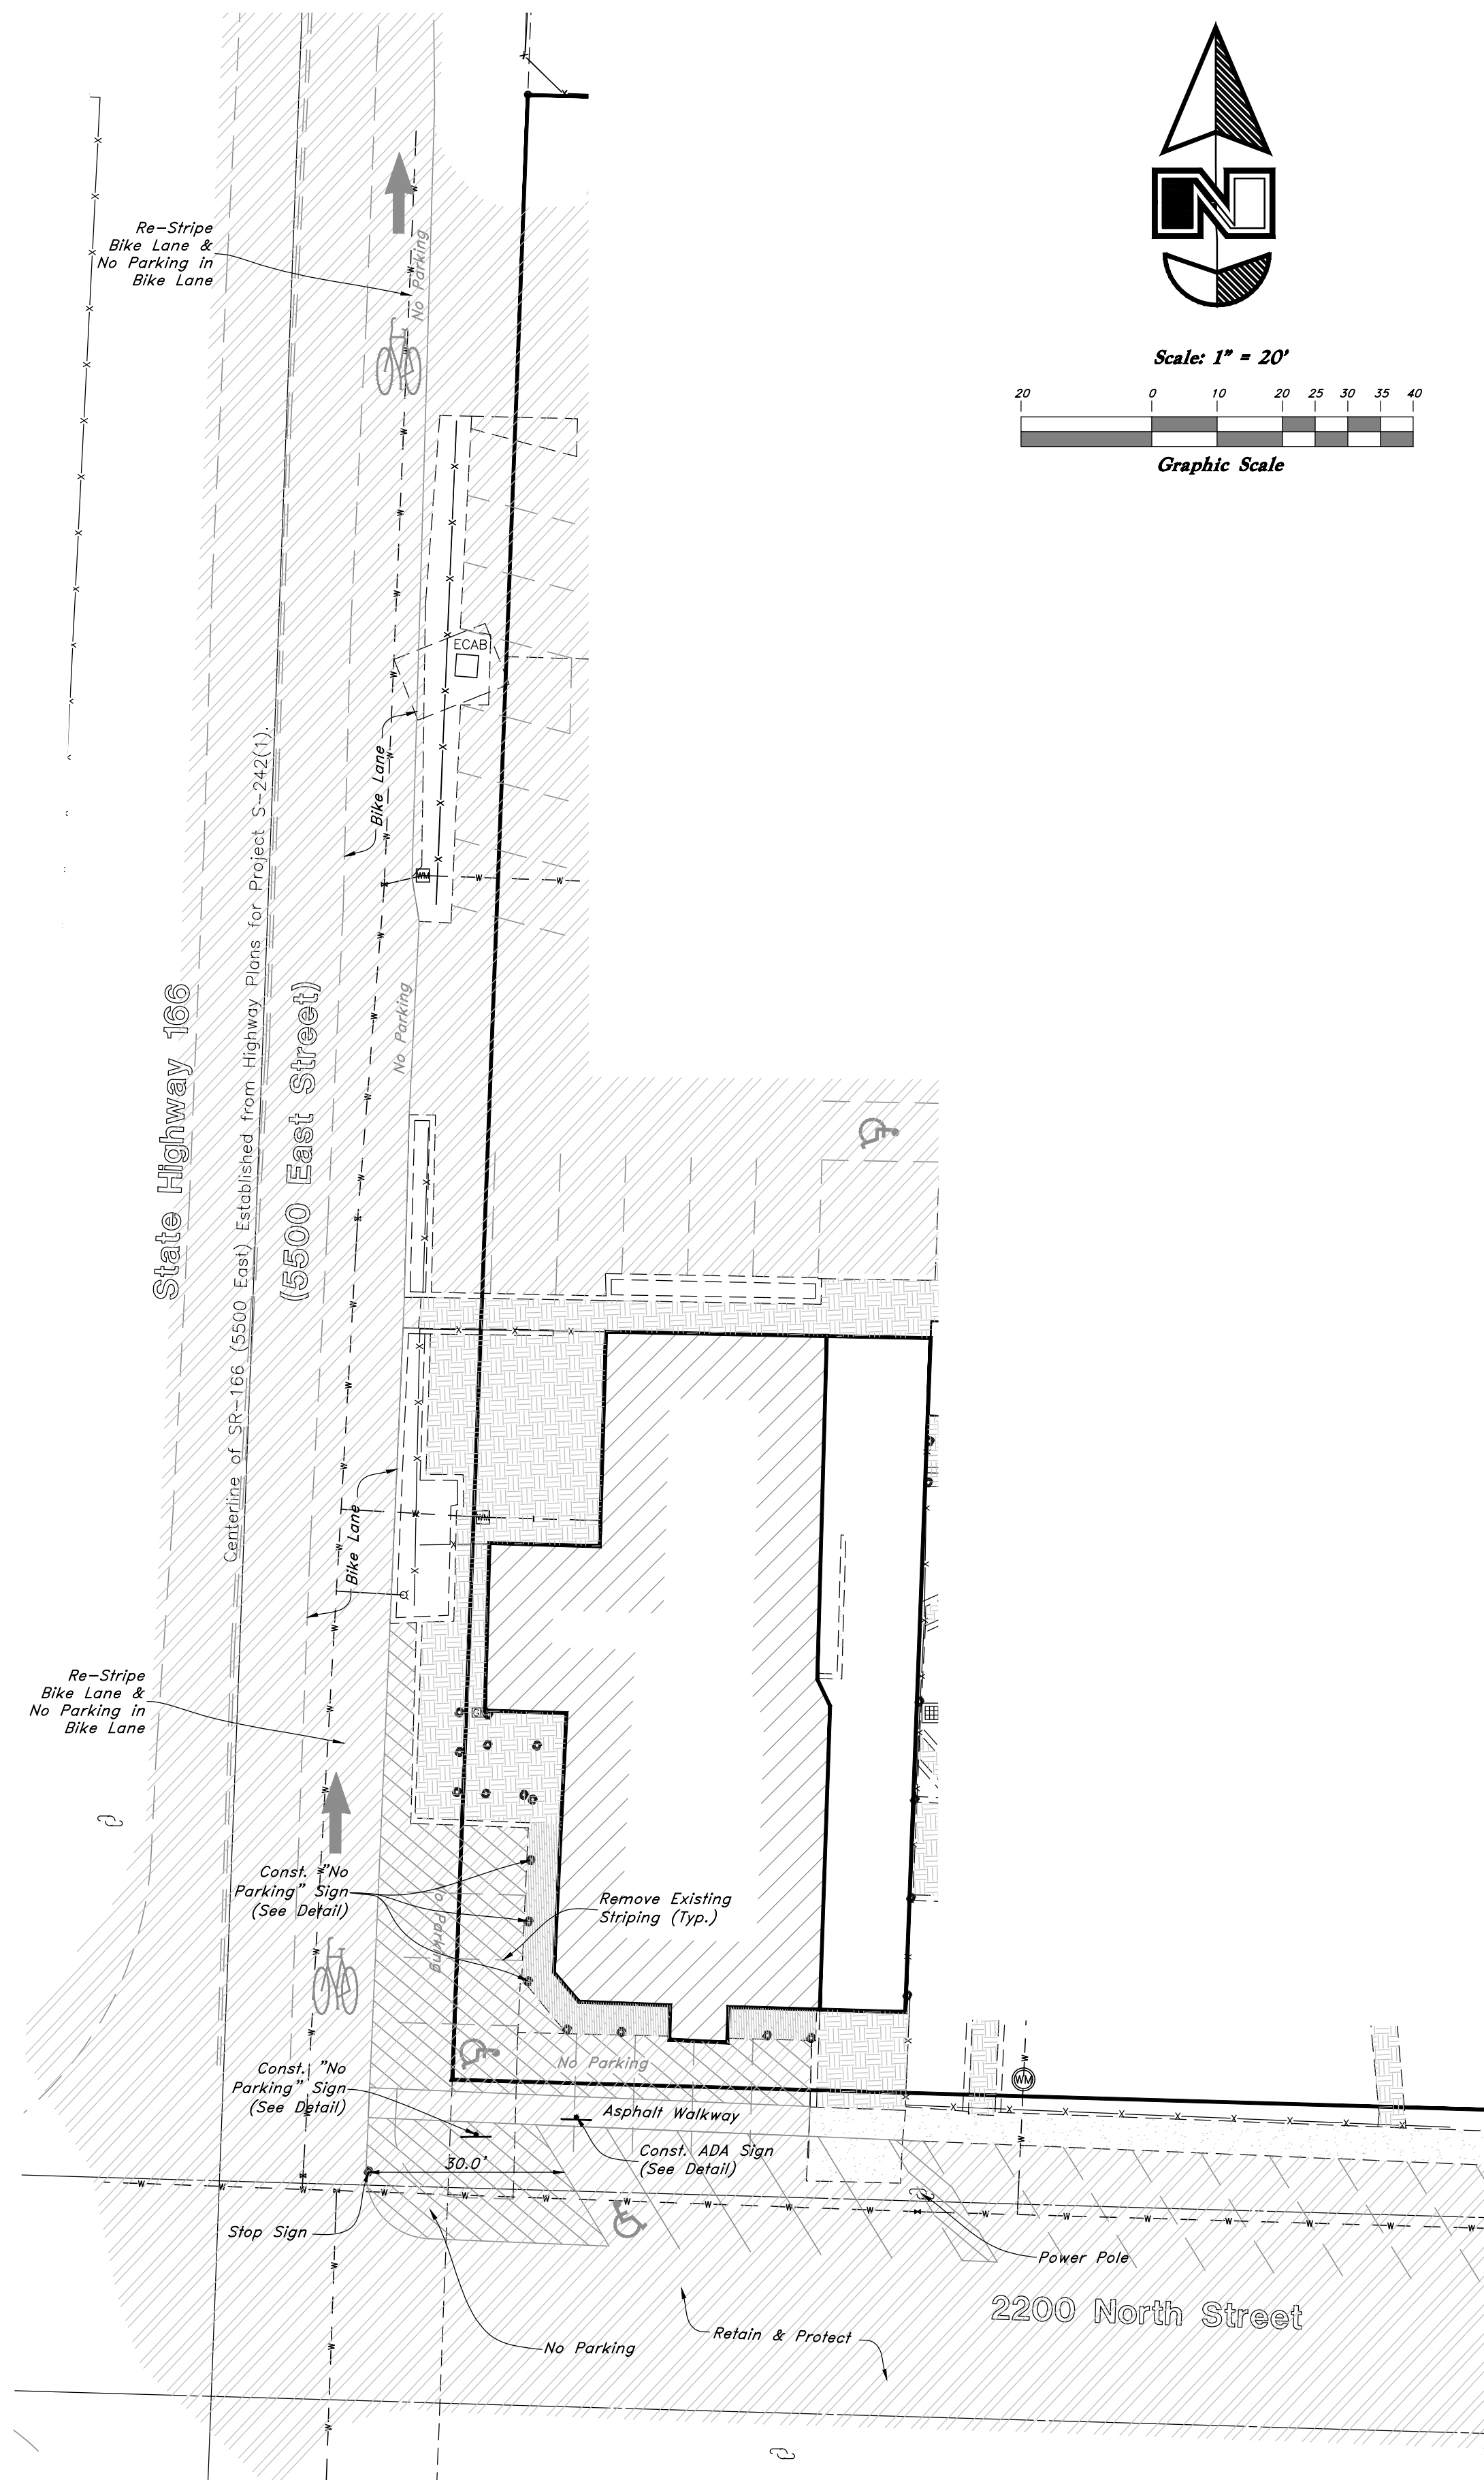 Re-Stripe
Bike Lane &
No Parking in
Bike Lane
No Parking
Scale: 1" = 20'
20 0 10 20 25 30 35 40
Graphic Scale
ECAB
Bike Lane
WM
W
No Parking
State Highway 166
Centerline of SR-166 (5500 East) Established from Highway Plans for Project S-242(1).
(5500 East Street)
WM
Bike Lane
Re-Stripe
Bike Lane &
No Parking in
Bike Lane
Const. "No
Parking" Sign
(See Detail)
No Parking
Remove Existing
Striping (Typ.)
No Parking
Const. "No
Parking" Sign
(See Detail)
Asphalt Walkway
WM
Const. ADA Sign
(See Detail)
30.0'
Stop Sign
Power Pole
2200 North Street
No Parking
Retain & Protect